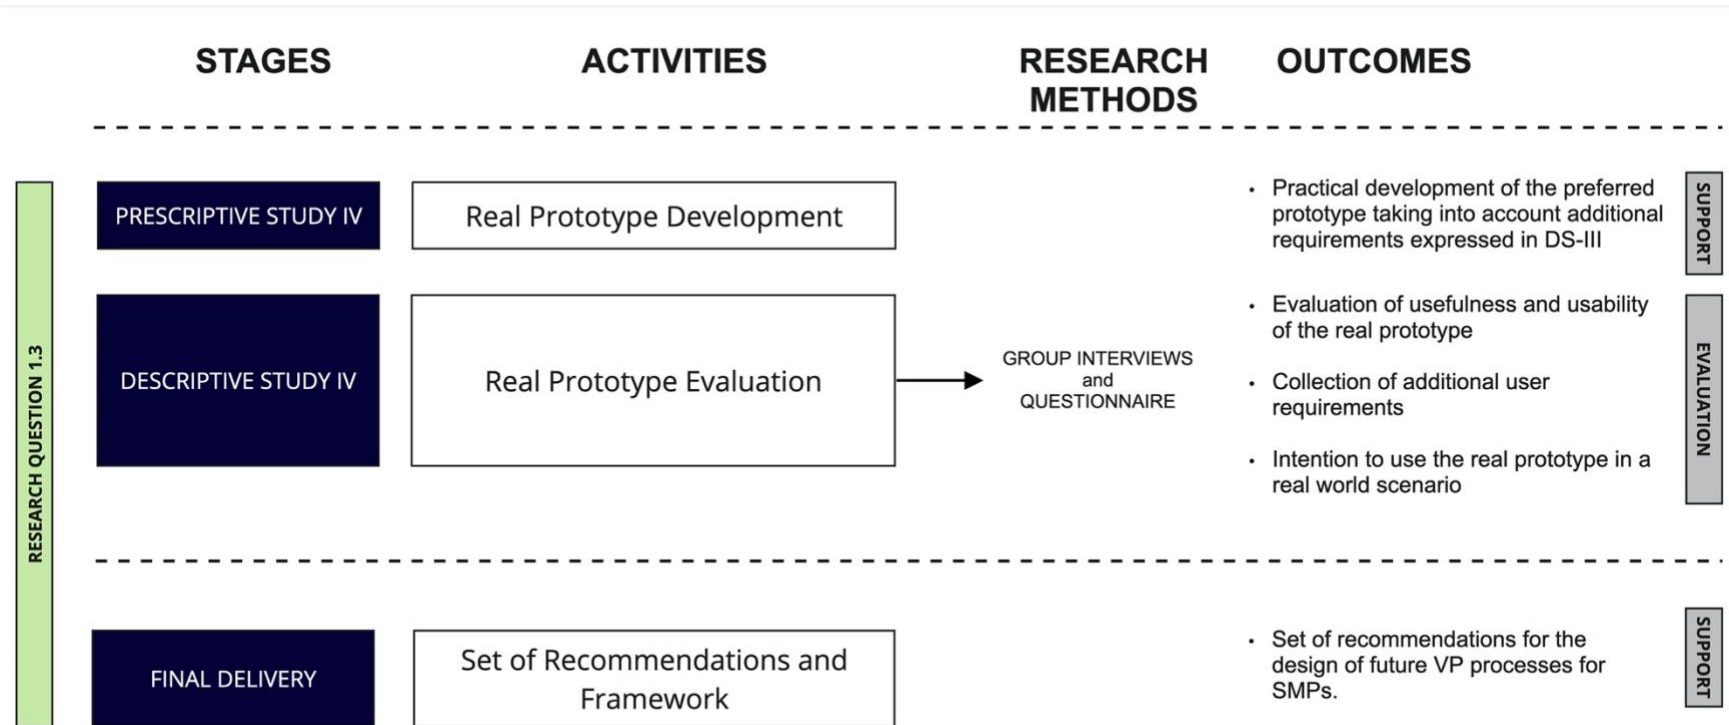 STAGES
ACTIVITIES
RESEARCH
METHODS
OUTCOMES
RESEARCH QUESTION 1.3
PRESCRIPTIVE STUDY IV
Real Prototype Development
• Practical development of the preferred
prototype taking into account additional
requirements expressed in DS-III
SUPPORT
DESCRIPTIVE STUDY IV
Real Prototype Evaluation
GROUP INTERVIEWS
and
QUESTIONNAIRE
• Evaluation of usefulness and usability
of the real prototype
• Collection of additional user
requirements
• Intention to use the real prototype in a
real world scenario
EVALUATION
FINAL DELIVERY
Set of Recommendations and
Framework
• Set of recommendations for the
design of future VP processes for
SMPs.
SUPPORT